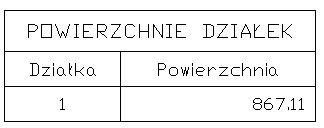 POWIERZCHNIE DZIAŁEK
Działka Powierzchnia
1 867.11